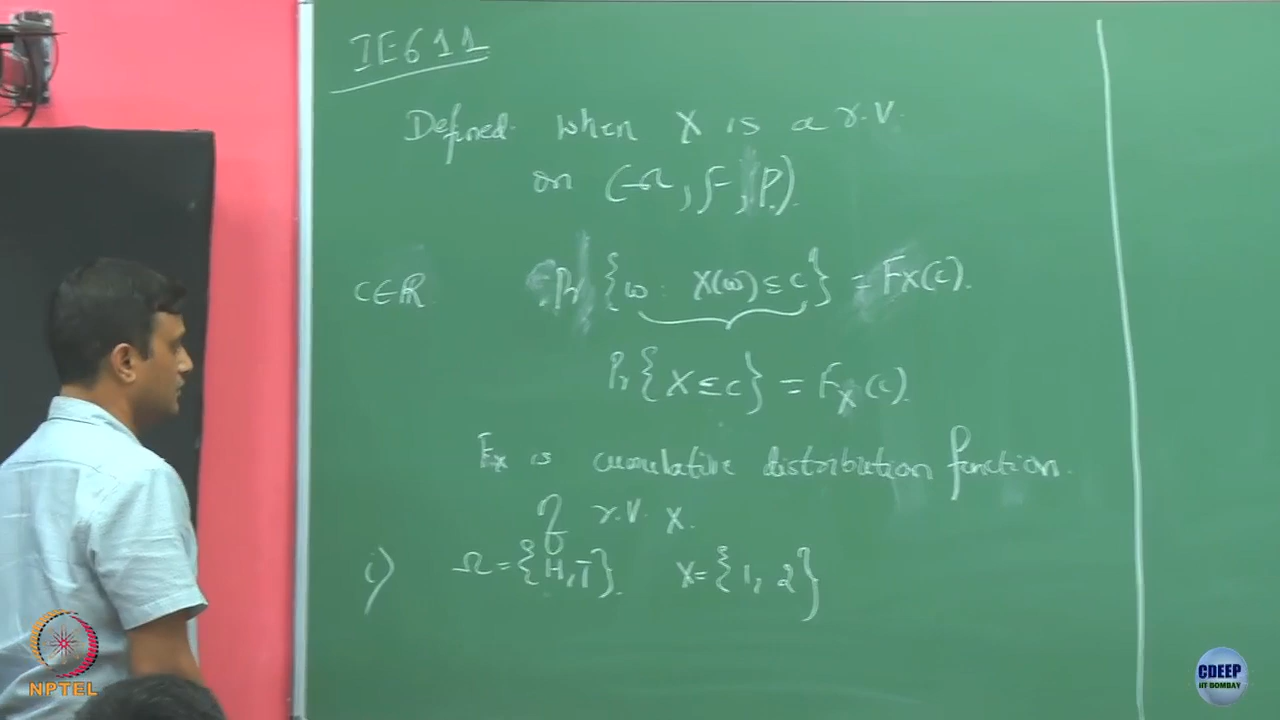 IE611
Defined when X is a r.v.
on (Ω, F, P).
C∈ℝ Pr {ω: X(ω) ≤ c} = Fx(c).
Pr {X ≤ c} = Fx(c).
Fx is cumulative distribution function.
of r.v. X.
i) Ω = {H, T}. X = {1, 2}
NPTEL
CDEEP
IIT BOMBAY